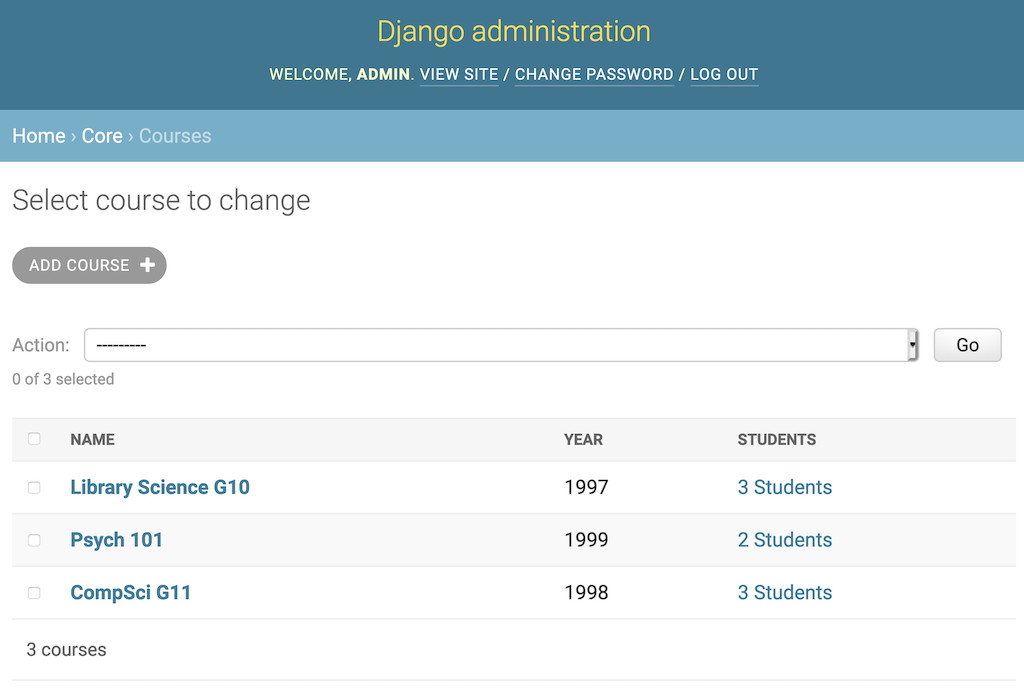 Django administration
WELCOME, ADMIN. VIEW SITE / CHANGE PASSWORD / LOG OUT
Home › Core › Courses
Select course to change
ADD COURSE +
Action: --------- Go
0 of 3 selected
NAME YEAR STUDENTS
Library Science G10 1997 3 Students
Psych 101 1999 2 Students
CompSci G11 1998 3 Students
3 courses